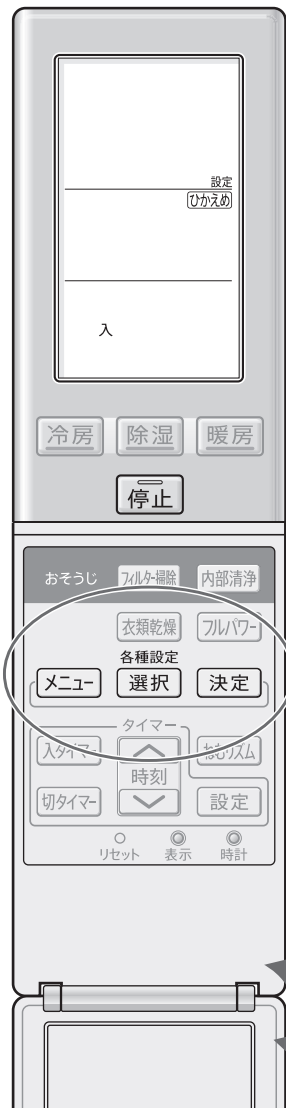 設定
ひかえめ
入
冷房 除湿 暖房
停止
おそうじ フィルター掃除 内部清浄
衣類乾燥 フルパワー
各種設定
メニュー 選択 決定
タイマー
入タイマー ねむリズム
時刻
切タイマー 設定
リセット 表示 時計